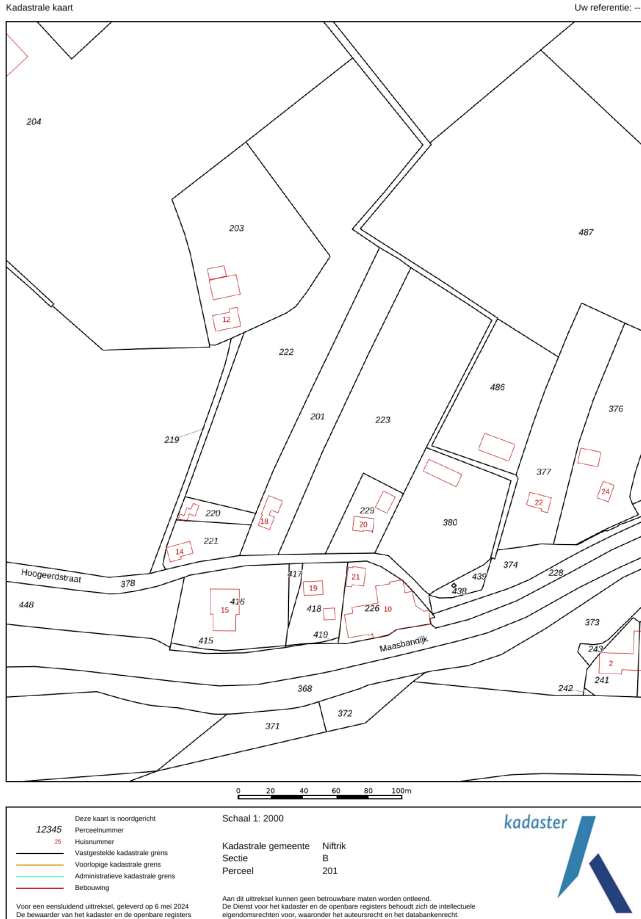 Kadastrale kaart
Uw referentie: --
204
203
487
12
222
486
376
201
223
219
377
24
22
229
220
18
20
380
221
14
374
417
439
228
Hoogeerdstraat
378
21
438
19
448
416
15
418
226
10
373
415
419
Maasbandijk
243
2
241
242
368
372
371
0 20 40 60 80 100m
Deze kaart is noordgericht
12345 Perceelnummer
25 Huisnummer
Vastgestelde kadastrale grens
Voorlopige kadastrale grens
Administratieve kadastrale grens
Bebouwing
Voor een eensluidend uittreksel, geleverd op 6 mei 2024
De bewaarder van het kadaster en de openbare registers
Schaal 1: 2000
Kadastrale gemeente Niftrik
Sectie B
Perceel 201
Aan dit uittreksel kunnen geen betrouwbare maten worden ontleend.
De Dienst voor het kadaster en de openbare registers behoudt zich de intellectuele
eigendomsrechten voor, waaronder het auteursrecht en het databankenrecht.
kadaster